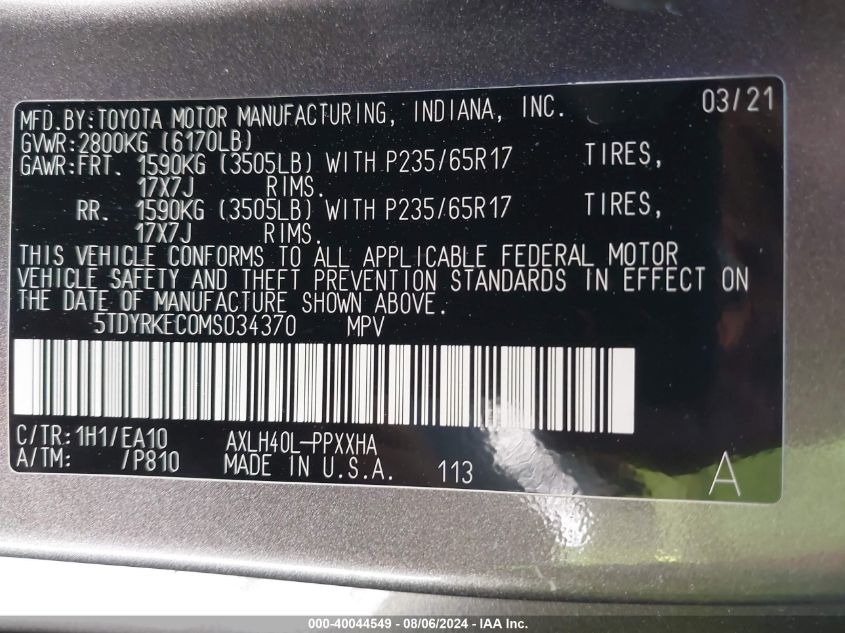 MFD.BY:TOYOTA MOTOR MANUFACTURING, INDIANA, INC. 03/21
GVWR:2800KG (6170LB)
GAWR:FRT. 1590KG (3505LB) WITH P235/65R17 TIRES,
17X7J RIMS.
RR. 1590KG (3505LB) WITH P235/65R17 TIRES,
17X7J RIMS.
THIS VEHICLE CONFORMS TO ALL APPLICABLE FEDERAL MOTOR
VEHICLE SAFETY AND THEFT PREVENTION STANDARDS IN EFFECT ON
THE DATE OF MANUFACTURE SHOWN ABOVE.
5TDYRKEC0MS034370 MPV
C/TR:1H1/EA10 AXLH40L-PPXXHA
A/TM: /P810 MADE IN U.S.A. 113 A
000-40044549 - 08/06/2024 - IAA Inc.